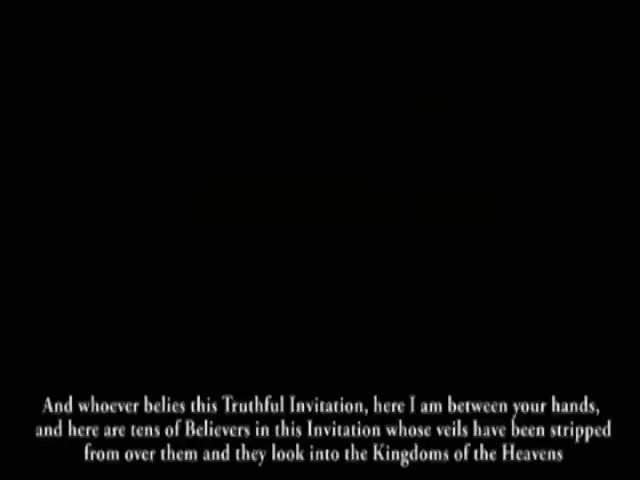 And whoever belies this Truthful Invitation, here I am between your hands,
and here are tens of Believers in this Invitation whose veils have been stripped
from over them and they look into the Kingdoms of the Heavens